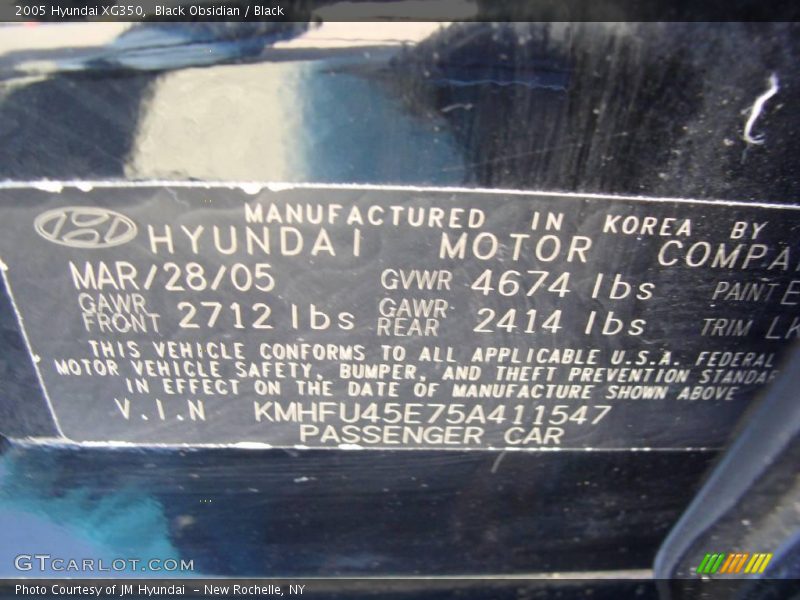 2005 Hyundai XG350, Black Obsidian / Black
MANUFACTURED IN KOREA BY
HYUNDAI MOTOR COMPA
MAR/28/05 GVWR 4674 lbs PAINT E
GAWR FRONT 2712 lbs GAWR REAR 2414 lbs TRIM LK
THIS VEHICLE CONFORMS TO ALL APPLICABLE U.S.A. FEDERAL
MOTOR VEHICLE SAFETY, BUMPER, AND THEFT PREVENTION STANDAR
IN EFFECT ON THE DATE OF MANUFACTURE SHOWN ABOVE
V.I.N KMHFU45E75A411547
PASSENGER CAR
GTCARLOT.COM
Photo Courtesy of JM Hyundai - New Rochelle, NY